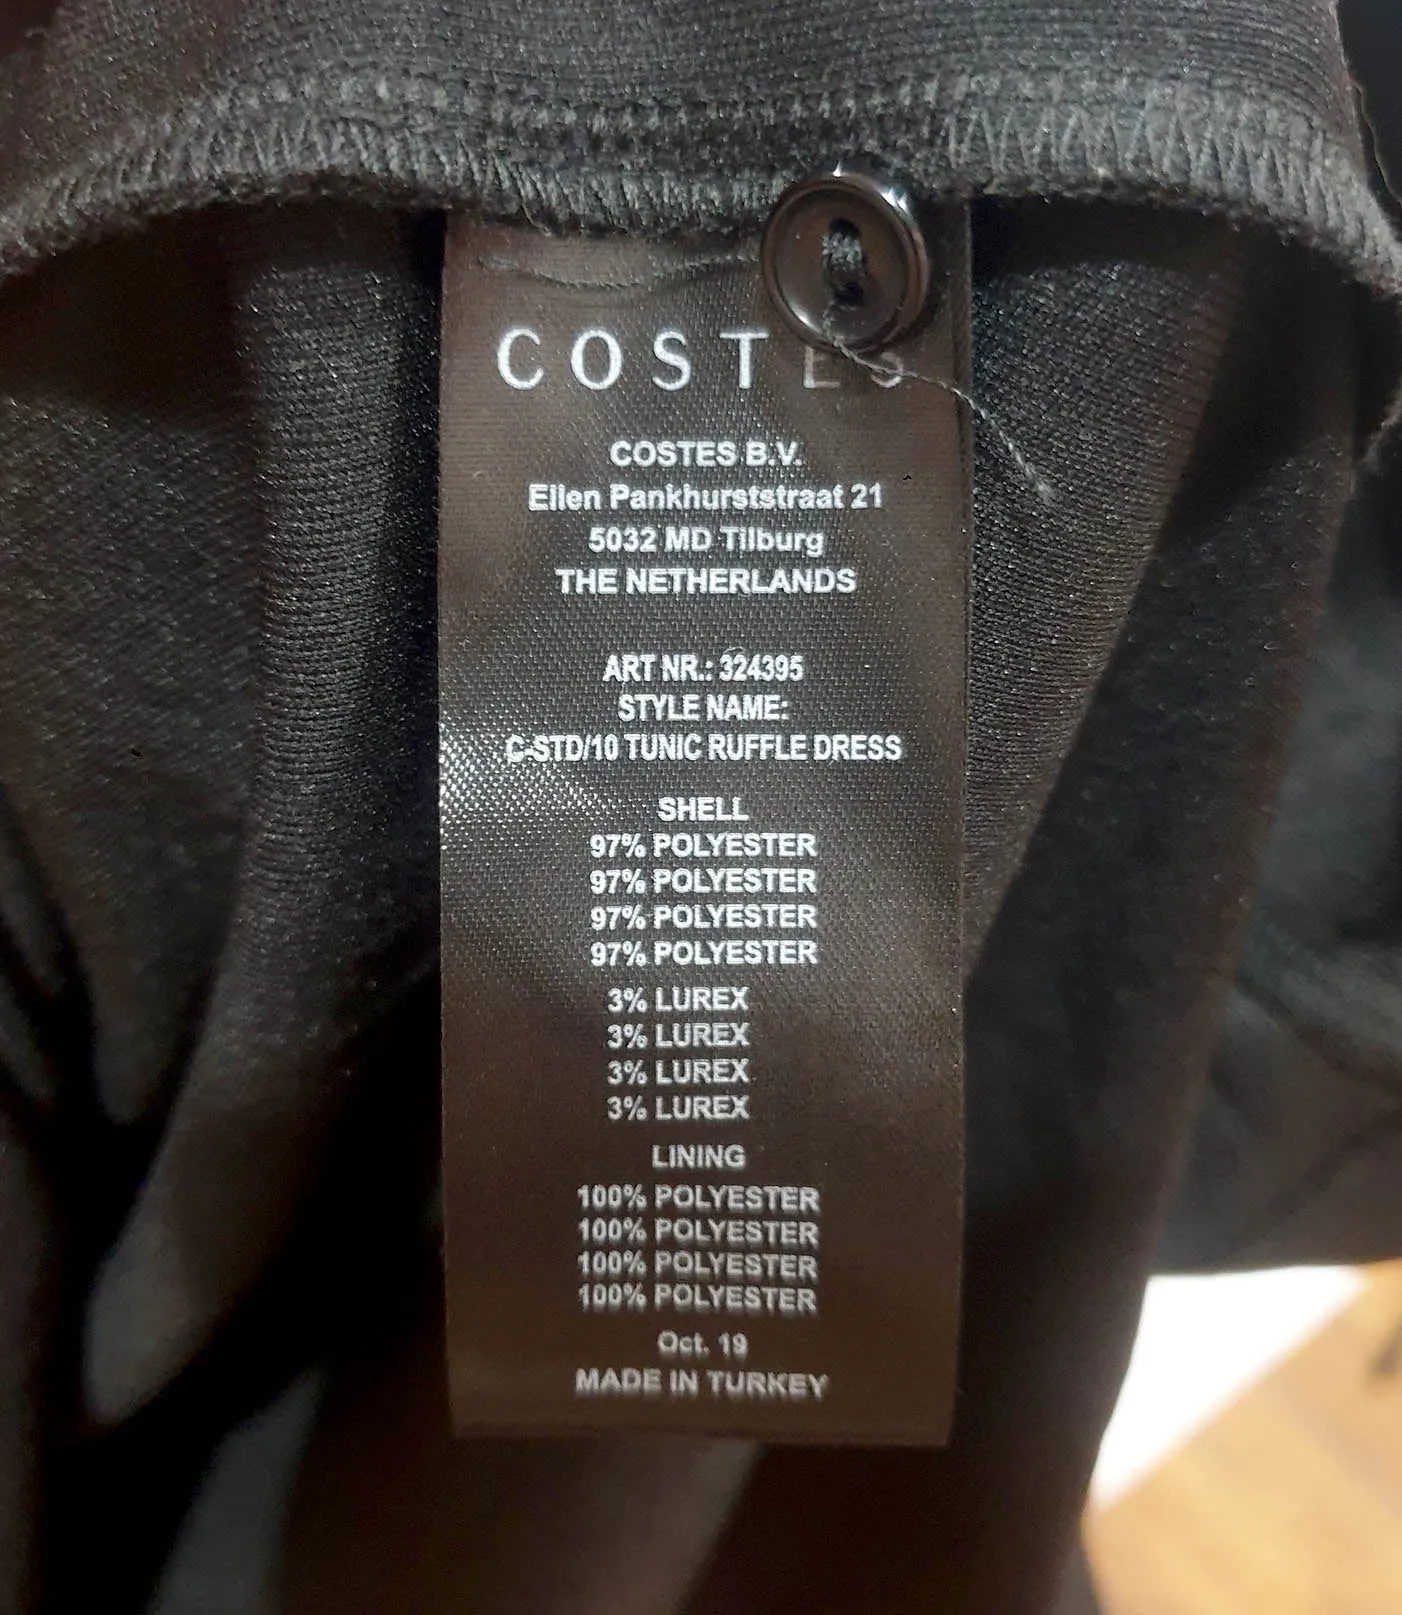 COSTES
COSTES B.V.
Ellen Pankhurststraat 21
5032 MD Tilburg
THE NETHERLANDS
ART NR.: 324395
STYLE NAME:
C-STD/10 TUNIC RUFFLE DRESS
SHELL
97% POLYESTER
97% POLYESTER
97% POLYESTER
97% POLYESTER
3% LUREX
3% LUREX
3% LUREX
3% LUREX
LINING
100% POLYESTER
100% POLYESTER
100% POLYESTER
100% POLYESTER
Oct. 19
MADE IN TURKEY